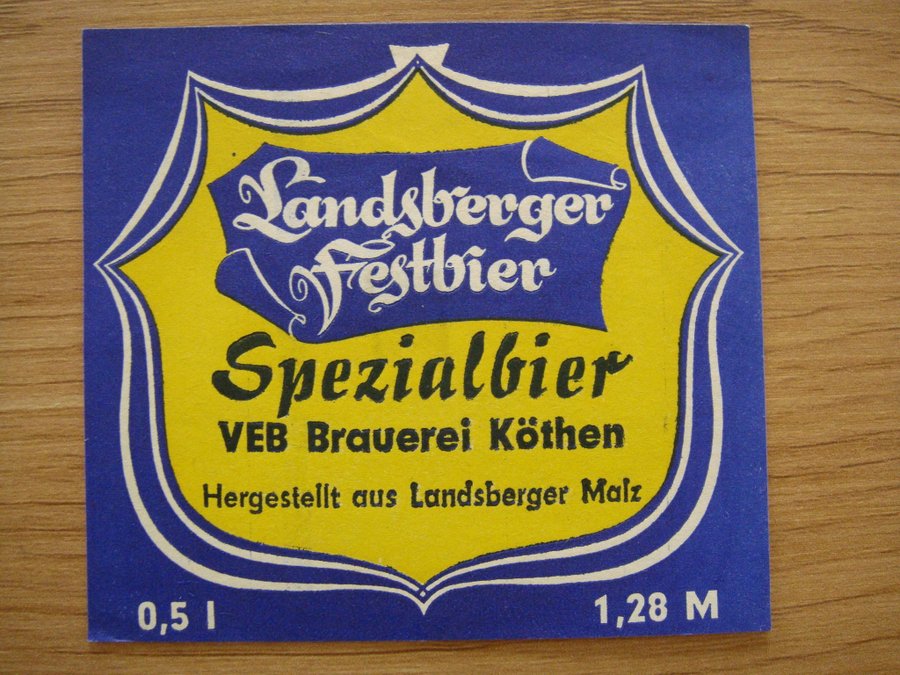 Landsberger
Festbier
Spezialbier
VEB Brauerei Köthen
Hergestellt aus Landsberger Malz
0,5 l
1,28 M